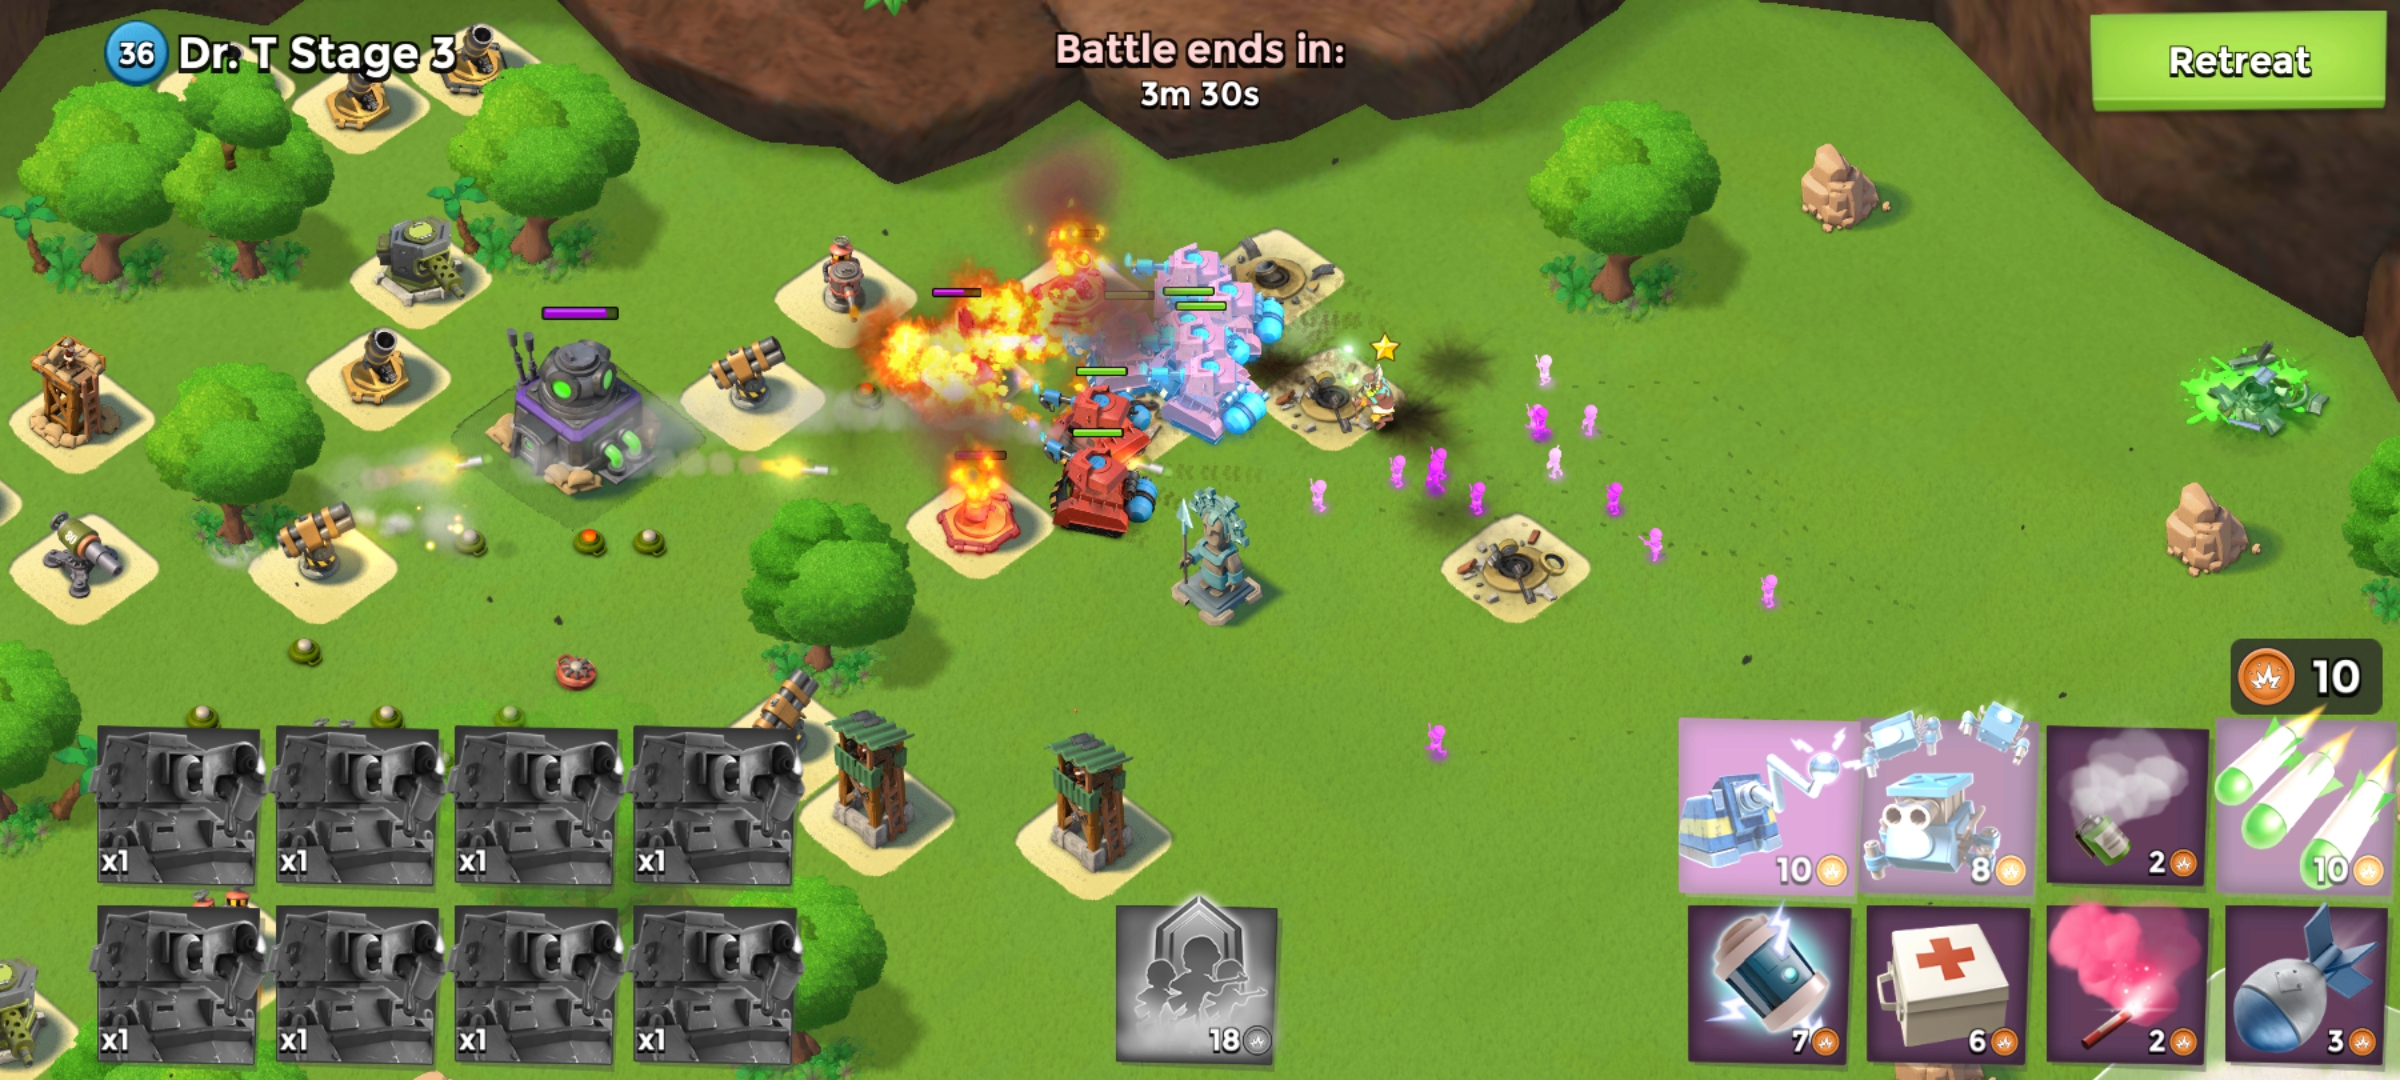 36 Dr. T Stage 3
Battle ends in:
3m 30s
Retreat
10
x1 x1 x1 x1
10 8 2 10
x1 x1 x1 x1
18
7 6 2 3